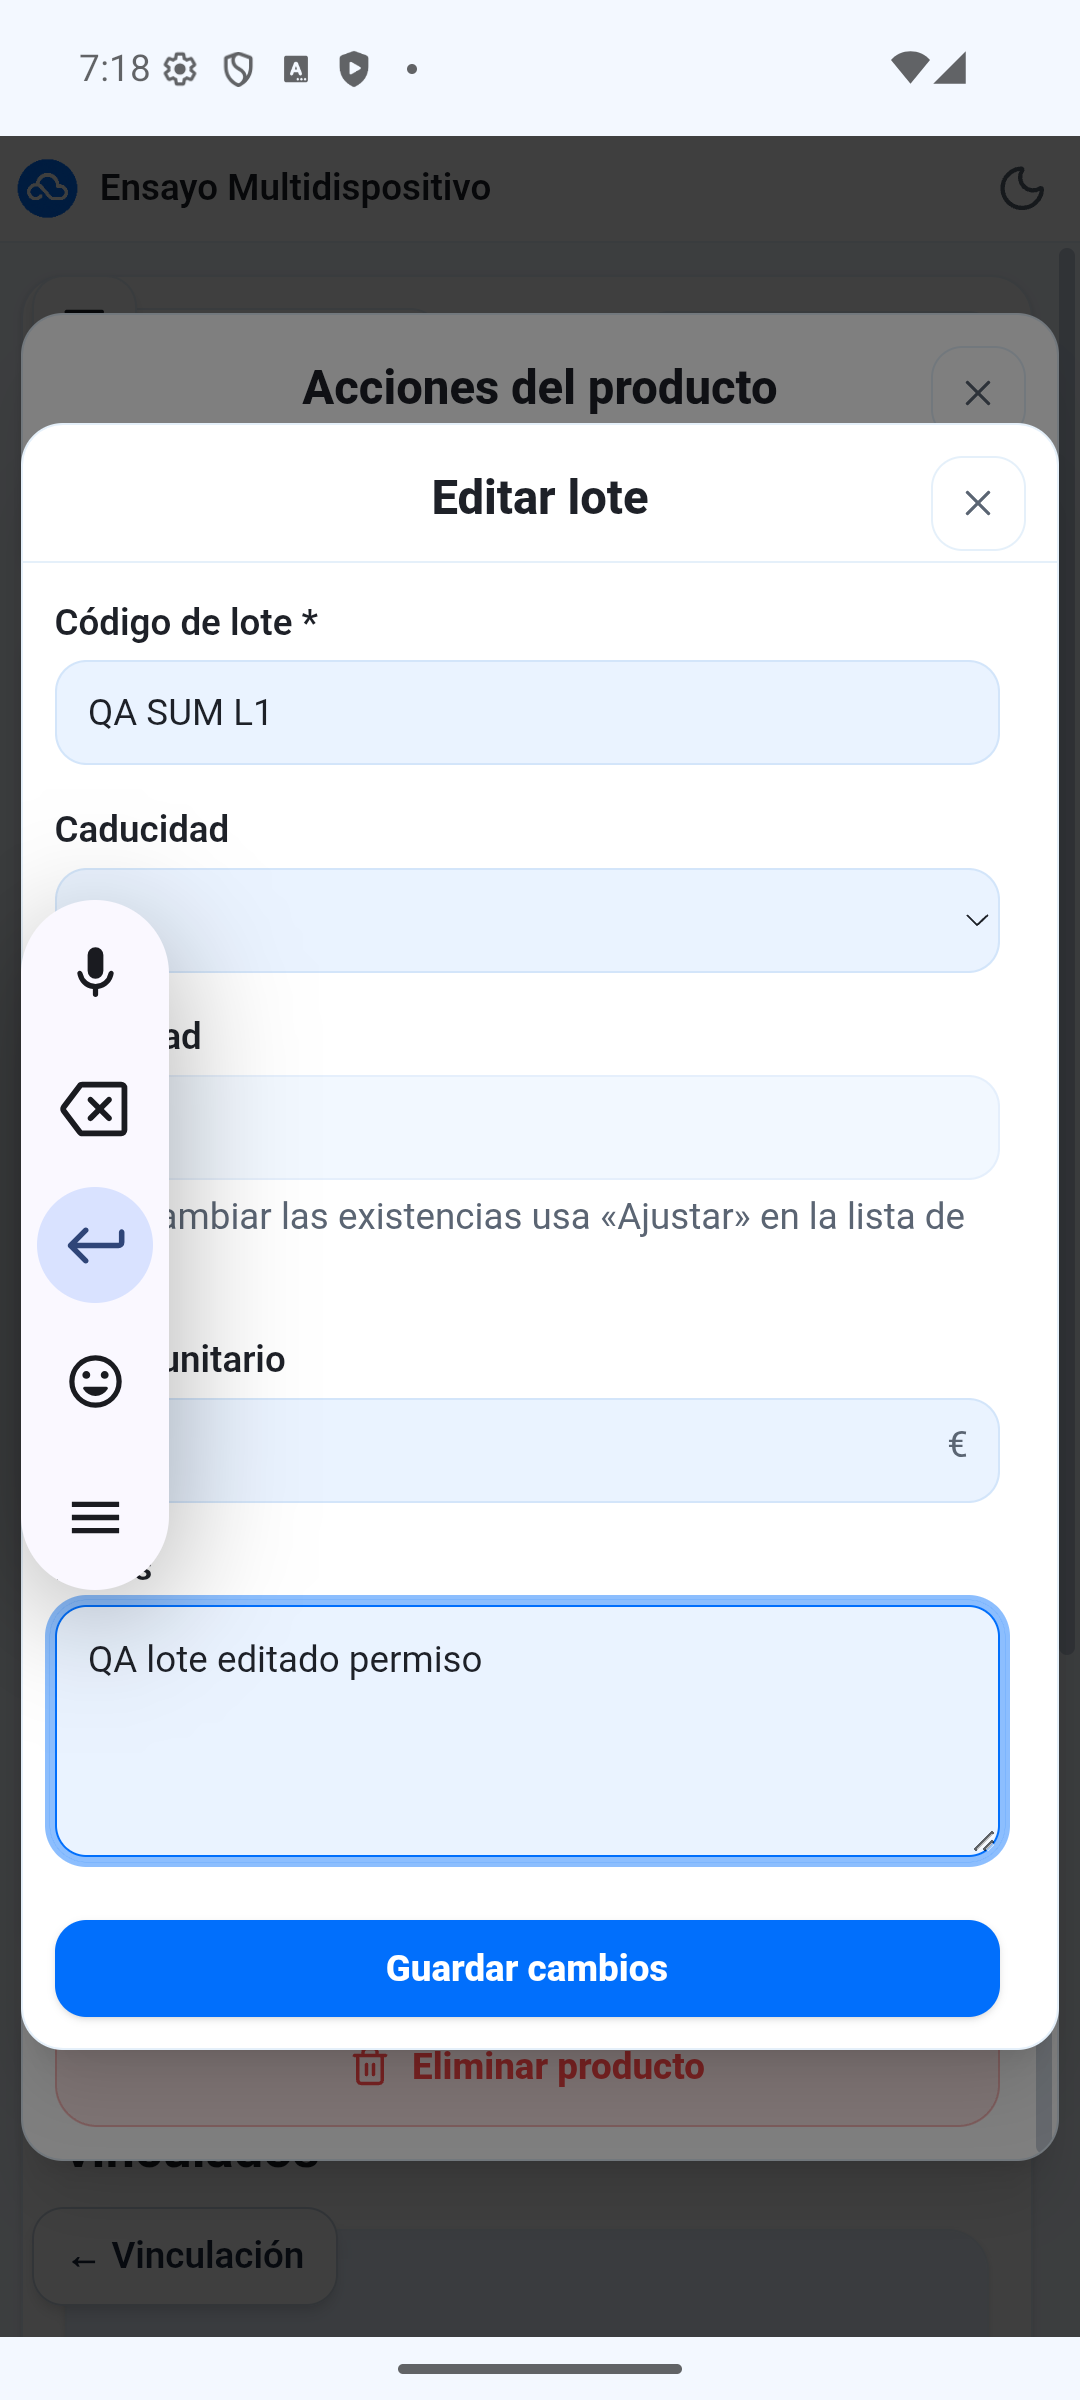 7:18
Ensayo Multidispositivo
Acciones del producto
Editar lote
Código de lote *
QA SUM L1
Caducidad
ad
ambiar las existencias usa «Ajustar» en la lista de
unitario
€
s
QA lote editado permiso
Guardar cambios
Eliminar producto
← Vinculación